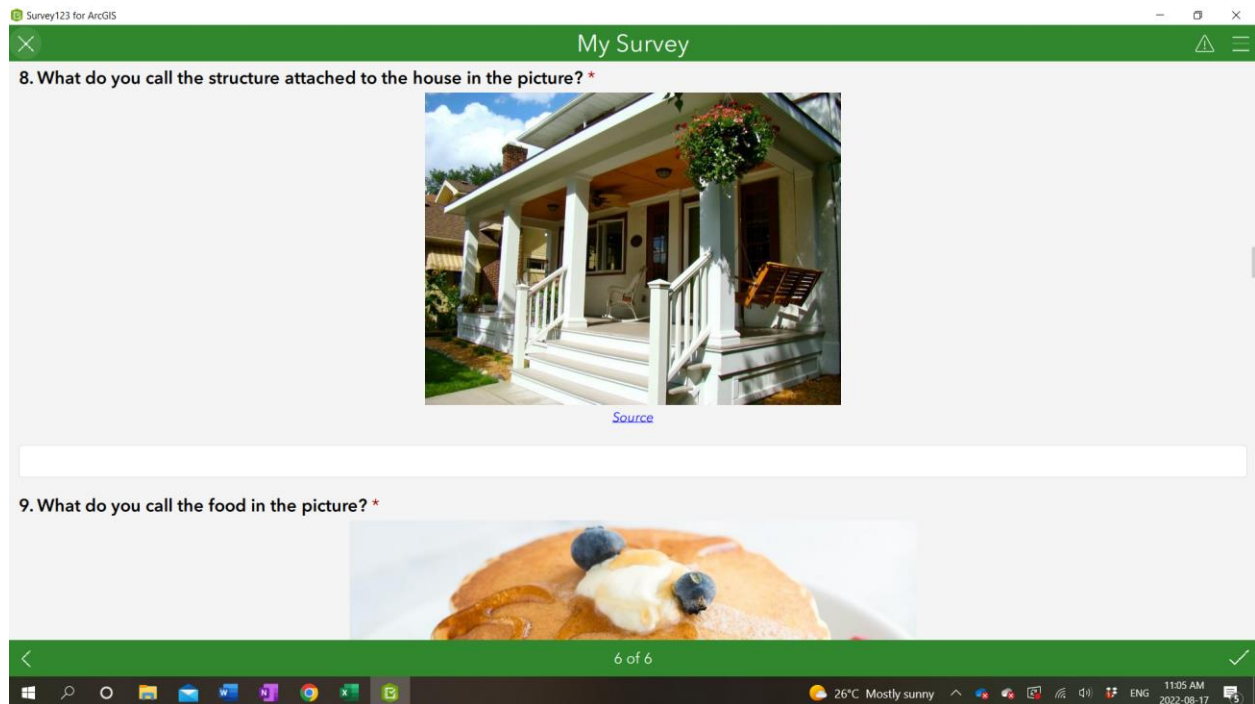 Survey123 for ArcGIS
My Survey
8. What do you call the structure attached to the house in the picture? *
Source
9. What do you call the food in the picture? *
6 of 6
26°C Mostly sunny
ENG
11:05 AM
2022-08-17
5